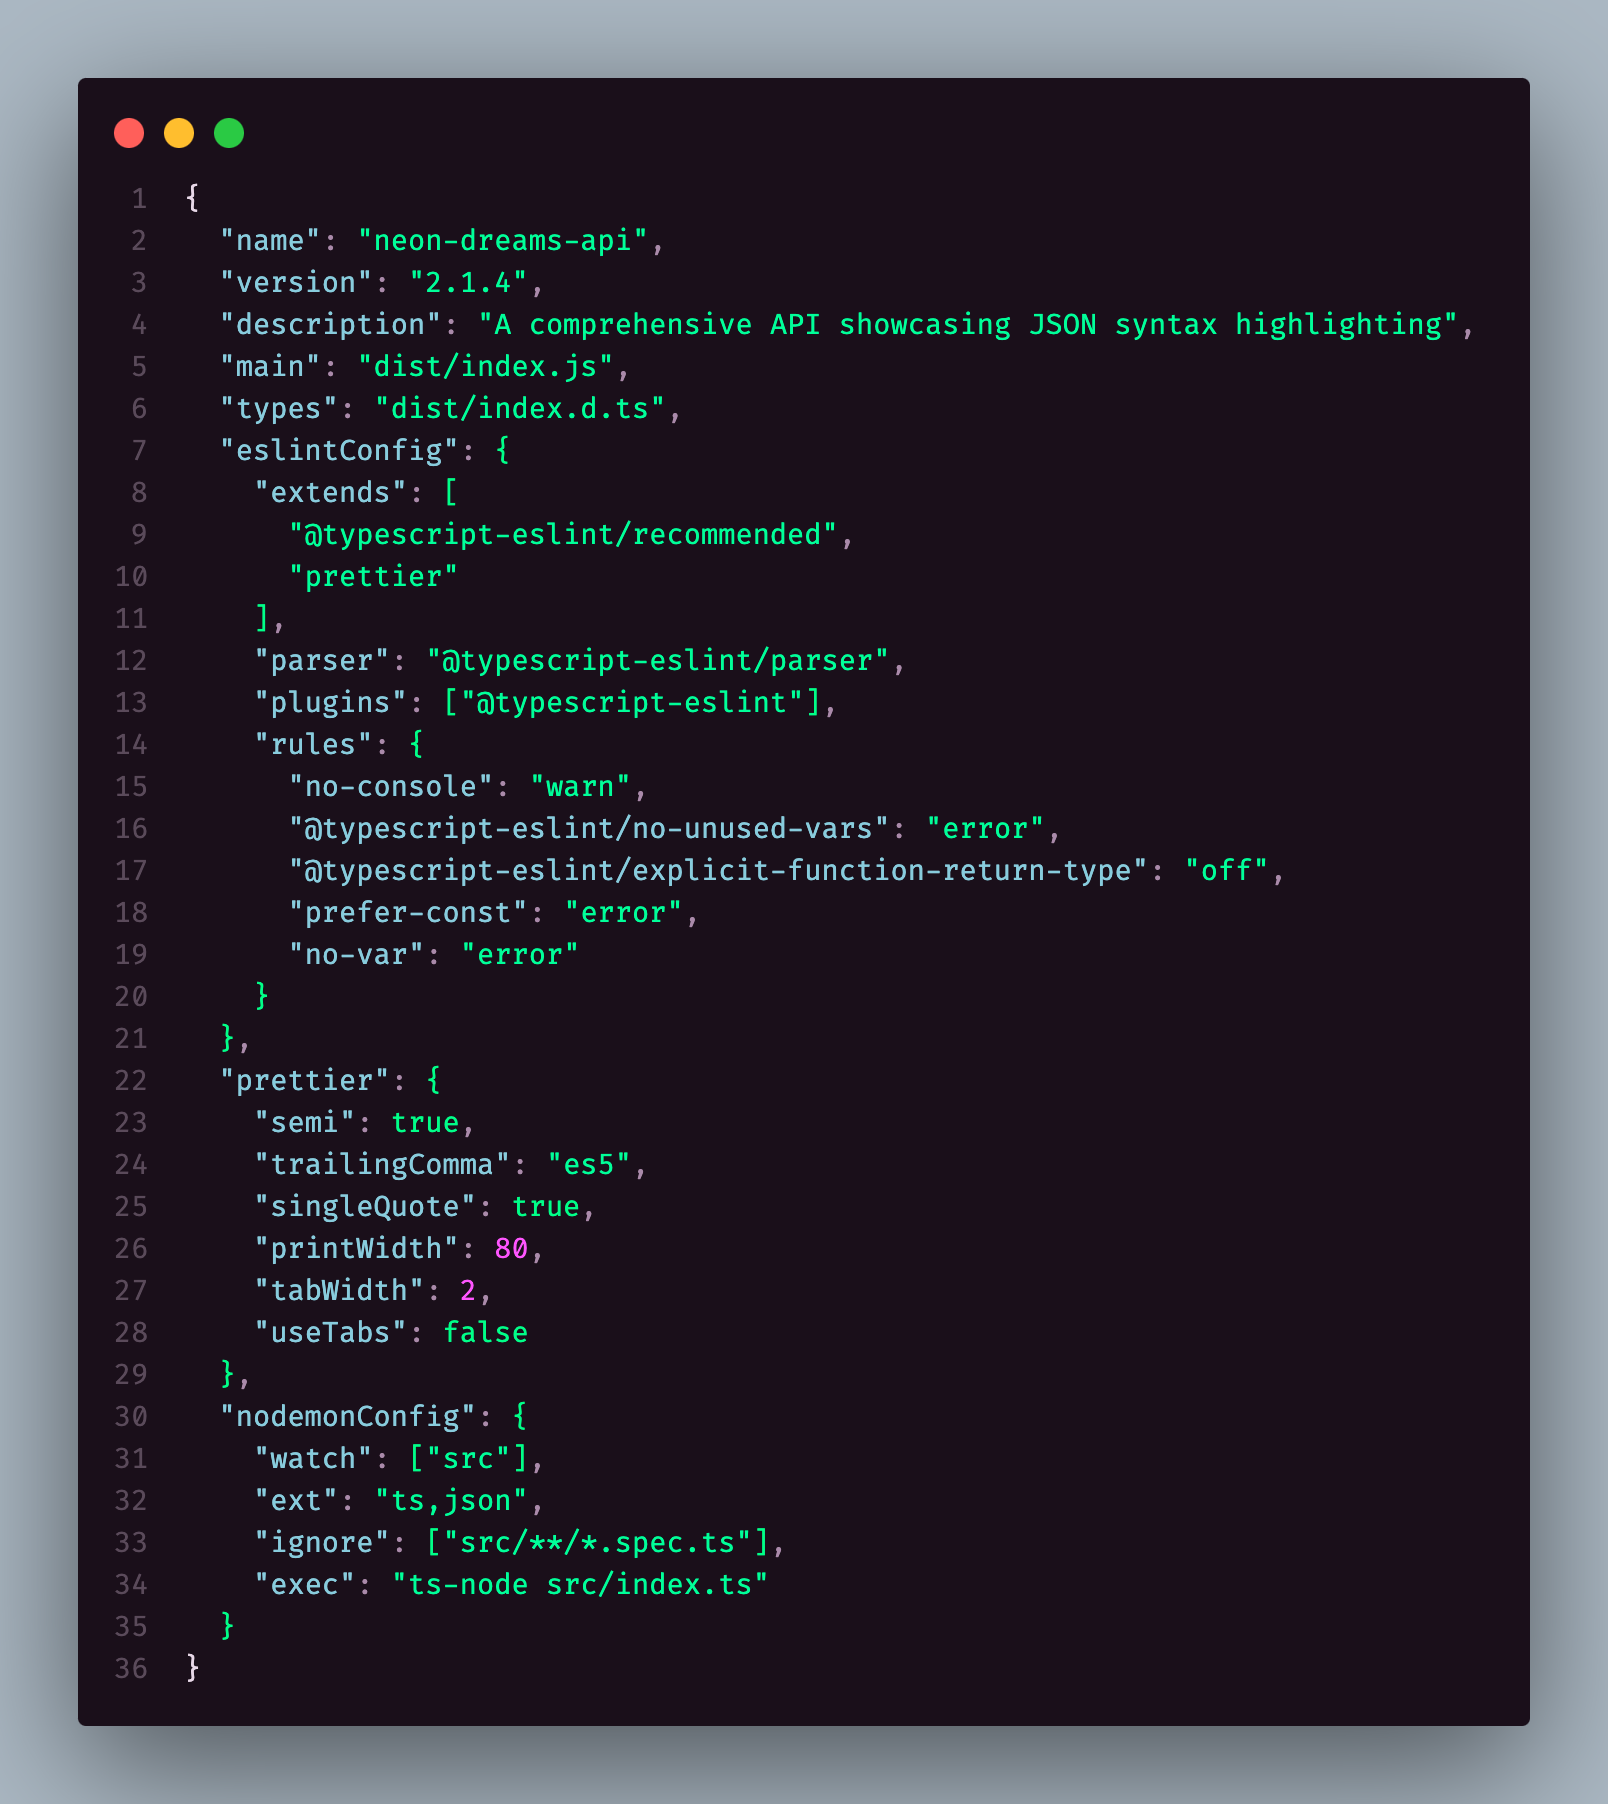 1 {
2   "name": "neon-dreams-api",
3   "version": "2.1.4",
4   "description": "A comprehensive API showcasing JSON syntax highlighting",
5   "main": "dist/index.js",
6   "types": "dist/index.d.ts",
7   "eslintConfig": {
8     "extends": [
9       "@typescript-eslint/recommended",
10       "prettier"
11     ],
12     "parser": "@typescript-eslint/parser",
13     "plugins": ["@typescript-eslint"],
14     "rules": {
15       "no-console": "warn",
16       "@typescript-eslint/no-unused-vars": "error",
17       "@typescript-eslint/explicit-function-return-type": "off",
18       "prefer-const": "error",
19       "no-var": "error"
20     }
21   },
22   "prettier": {
23     "semi": true,
24     "trailingComma": "es5",
25     "singleQuote": true,
26     "printWidth": 80,
27     "tabWidth": 2,
28     "useTabs": false
29   },
30   "nodemonConfig": {
31     "watch": ["src"],
32     "ext": "ts,json",
33     "ignore": ["src/**/*.spec.ts"],
34     "exec": "ts-node src/index.ts"
35   }
36 }